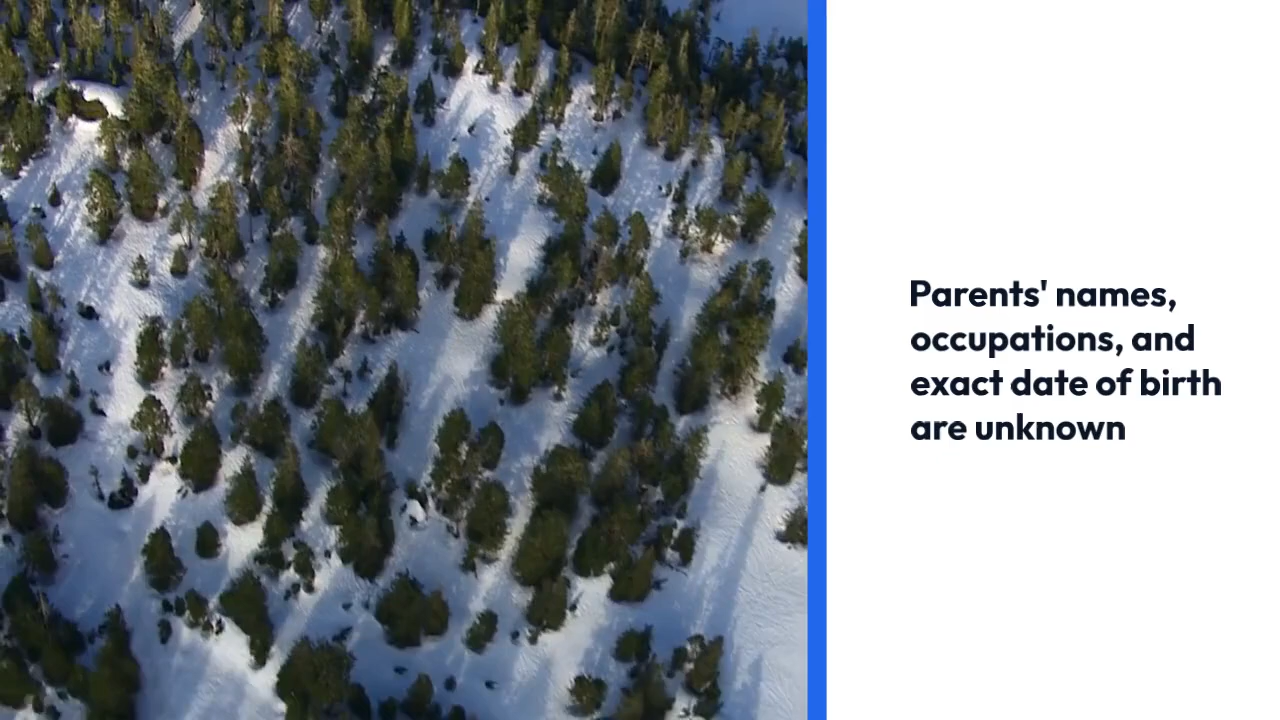 Parents' names,
occupations, and
exact date of birth
are unknown